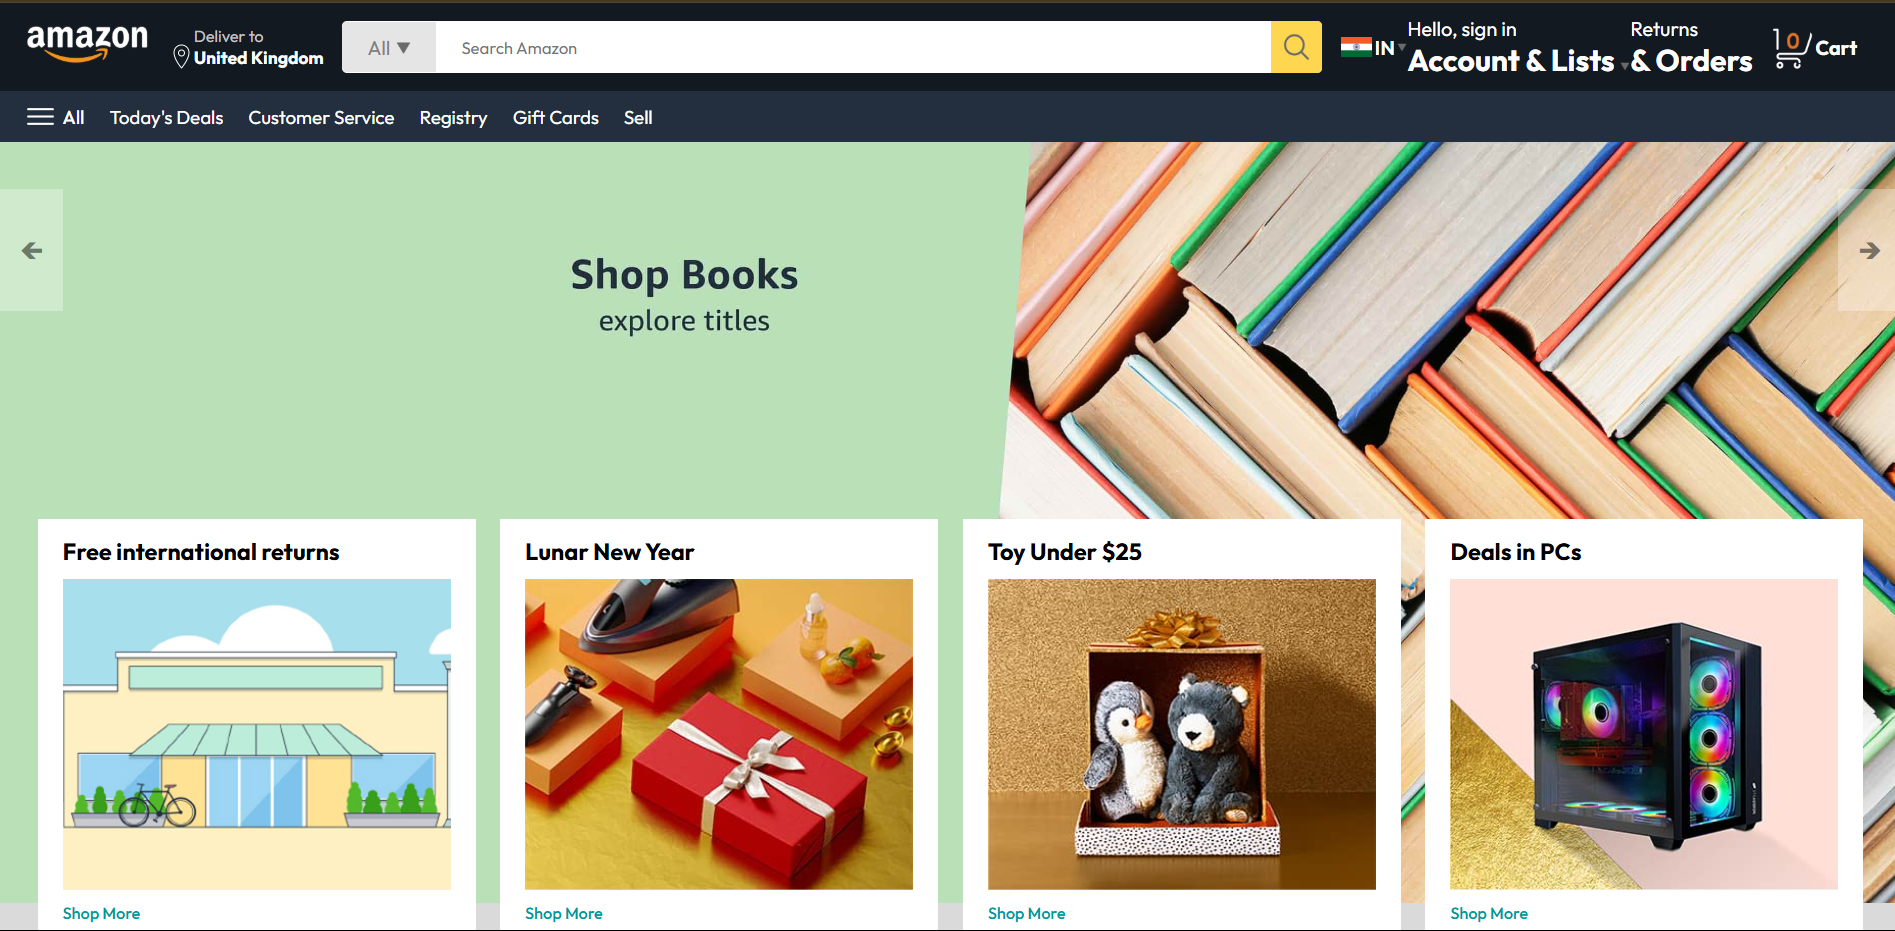 amazon
Deliver to
United Kingdom
All ▼
Search Amazon
IN
Hello, sign in
Account & Lists
Returns
& Orders
0
Cart
All
Today's Deals
Customer Service
Registry
Gift Cards
Sell
Shop Books
explore titles
Free international returns
Lunar New Year
Toy Under $25
Deals in PCs
Shop More
Shop More
Shop More
Shop More